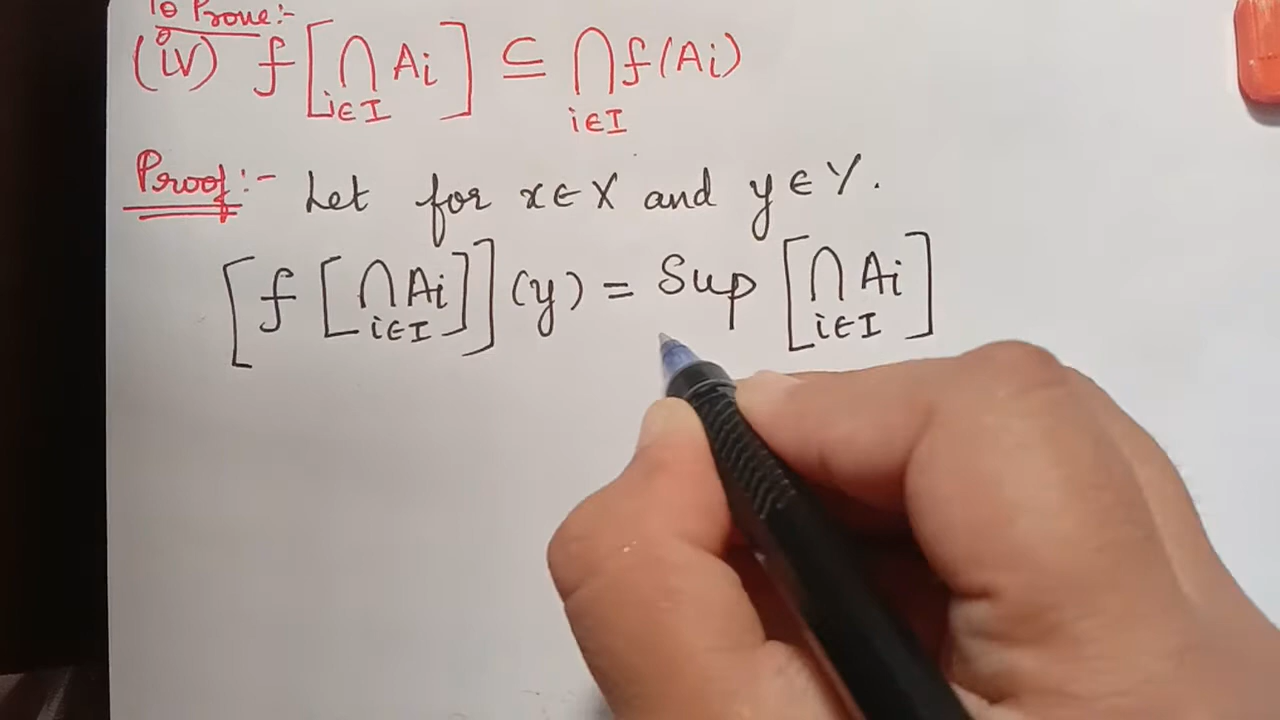 To Prove:-
(iv) f[⋂_{i∈I} Ai] ⊆ ⋂_{i∈I} f(Ai)
Proof:- Let for x∈X and y∈Y.
[f[⋂_{i∈I} Ai]](y) = Sup [⋂_{i∈I} Ai]